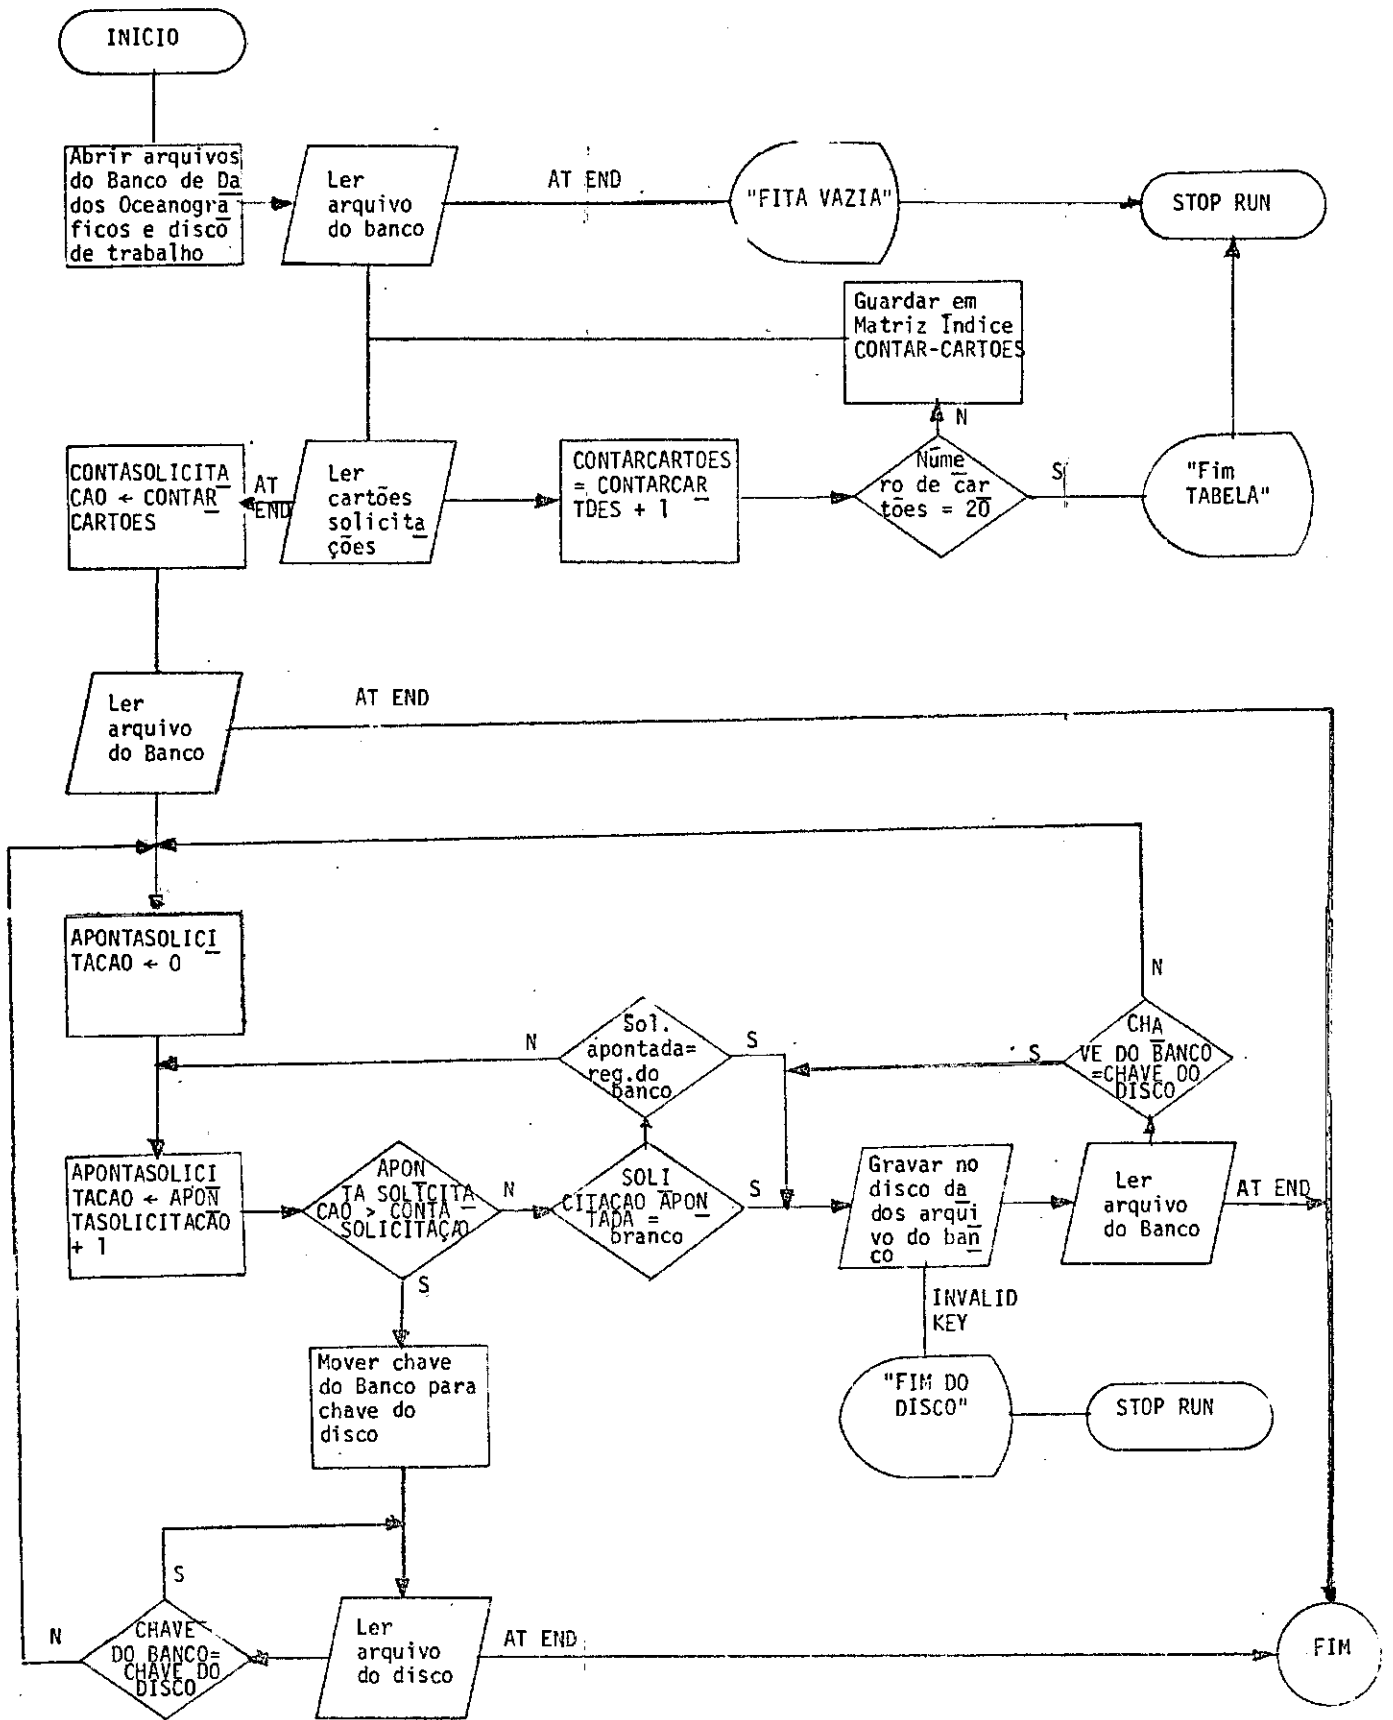 INÍCIO
Abrir arquivos
do Banco de Da
dos Oceanográ
ficos e disco
de trabalho
Ler
arquivo
do banco
AT END
"FITA VAZIA"
STOP RUN
Guardar em
Matriz Índice
CONTAR-CARTOES
N
CONTASOLICITA
CAO ← CONTAR
CARTOES
AT
END
Ler
cartões
solicita
ções
CONTARCARTOES
= CONTARCAR
TOES + 1
Núme
ro de car
tões = 20
S
"Fim
TABELA"
Ler
arquivo
do Banco
AT END
APONTASOLICI
TACAO ← 0
N
Sol.
apontada=
reg.do
banco
S
S
N
CHA
VE DO BANCO
=CHAVE DO
DISCO
APONTASOLICI
TACAO ← APON
TASOLICITACÃO
+ 1
APON
TA SOLICITA
CAO > CONTA
SOLICITAÇÃO
N
S
SOLI
CITACAO APON
TADA =
branco
S
Gravar no
disco da
dos arqui
vo do ban
co
Ler
arquivo
do Banco
AT END
INVALID
KEY
Mover chave
do Banco para
chave do
disco
"FIM DO
DISCO"
STOP RUN
S
N
CHAVE
DO BANCO=
CHAVE DO
DISCO
Ler
arquivo
do disco
AT END
FIM